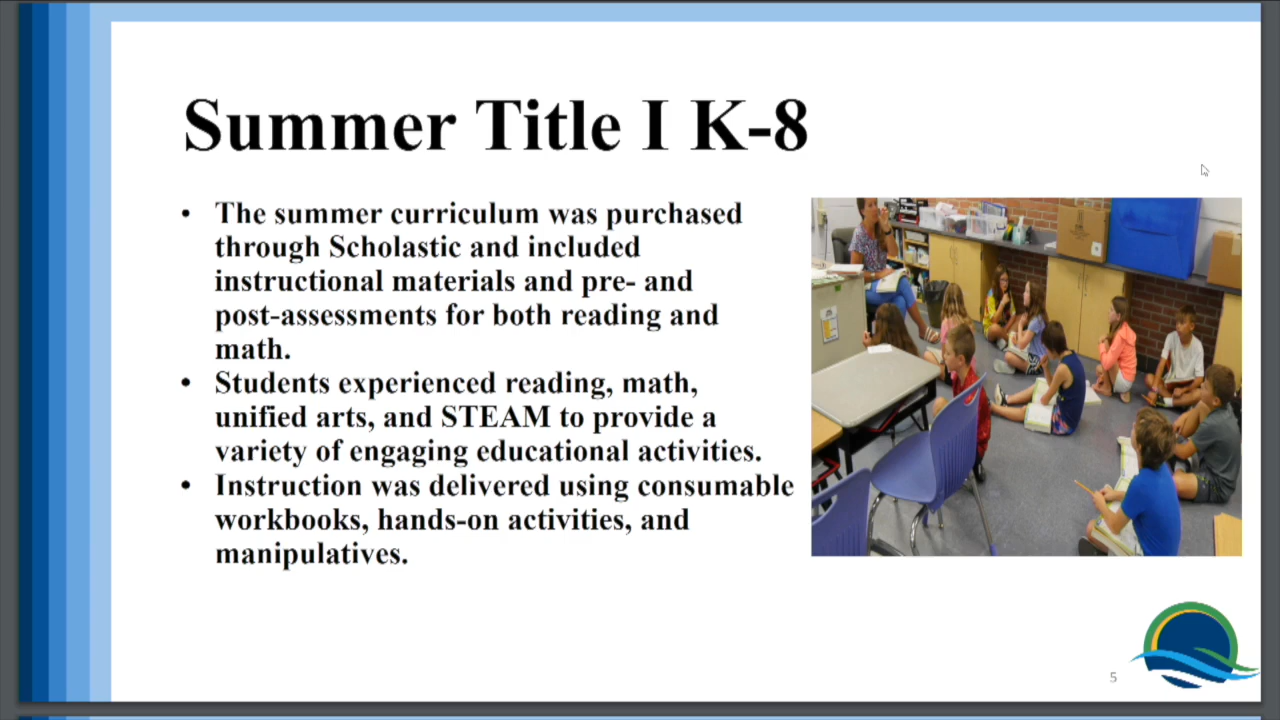 Summer Title I K-8
• The summer curriculum was purchased
through Scholastic and included
instructional materials and pre- and
post-assessments for both reading and
math.
• Students experienced reading, math,
unified arts, and STEAM to provide a
variety of engaging educational activities.
• Instruction was delivered using consumable
workbooks, hands-on activities, and
manipulatives.
5